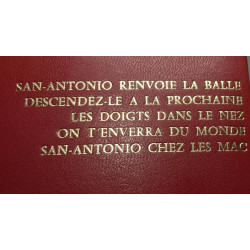 SAN-ANTONIO RENVOIE LA BALLE
DESCENDEZ-LE A LA PROCHAINE
LES DOIGTS DANS LE NEZ
ON T'ENVERRA DU MONDE
SAN-ANTONIO CHEZ LES MAC